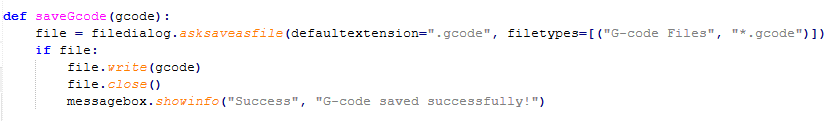 def saveGcode(gcode):
    file = filedialog.asksaveasfile(defaultextension=".gcode", filetypes=[("G-code Files", "*.gcode")])
    if file:
        file.write(gcode)
        file.close()
        messagebox.showinfo("Success", "G-code saved successfully!")